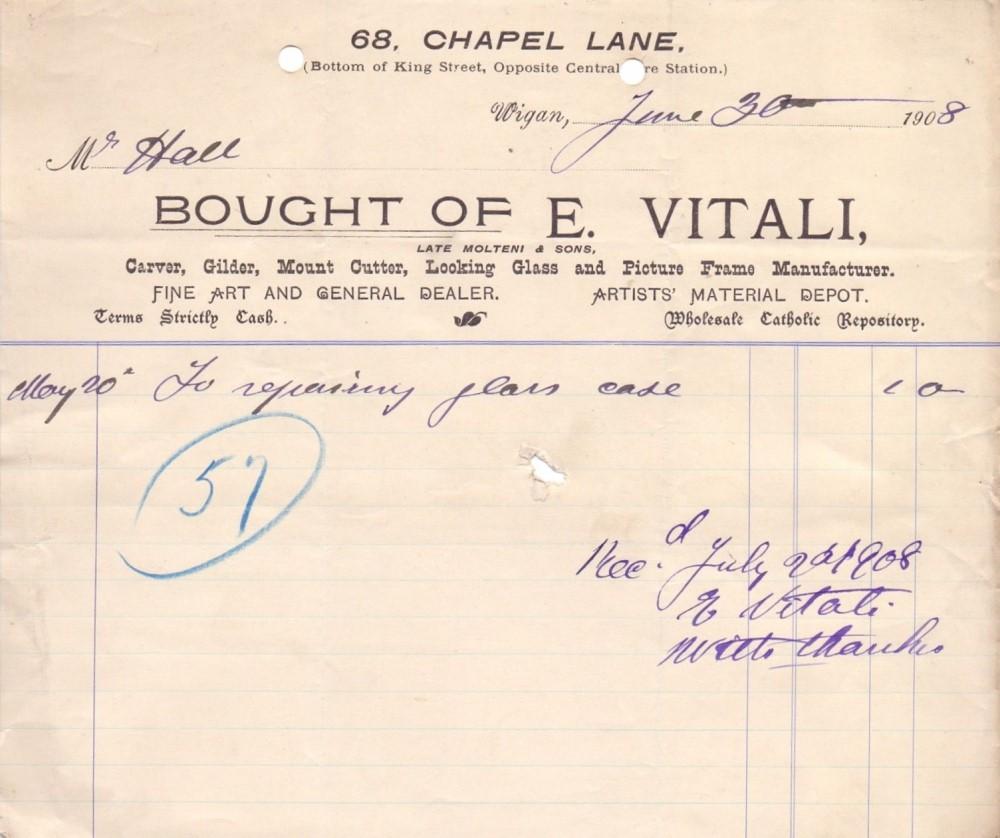 68, CHAPEL LANE,
(Bottom of King Street, Opposite Central re Station.)
Wigan, June 30 1908
Mr Hall
BOUGHT OF E. VITALI,
LATE MOLTENI & SONS,
Carver, Gilder, Mount Cutter, Looking Glass and Picture Frame Manufacturer.
FINE ART AND GENERAL DEALER. ARTISTS' MATERIAL DEPOT.
Terms Strictly Cash. . Wholesale Catholic Repository.
May 20 To repairing glass case 1 0
57
Recd. July 2d 1908
E Vitali
With thanks